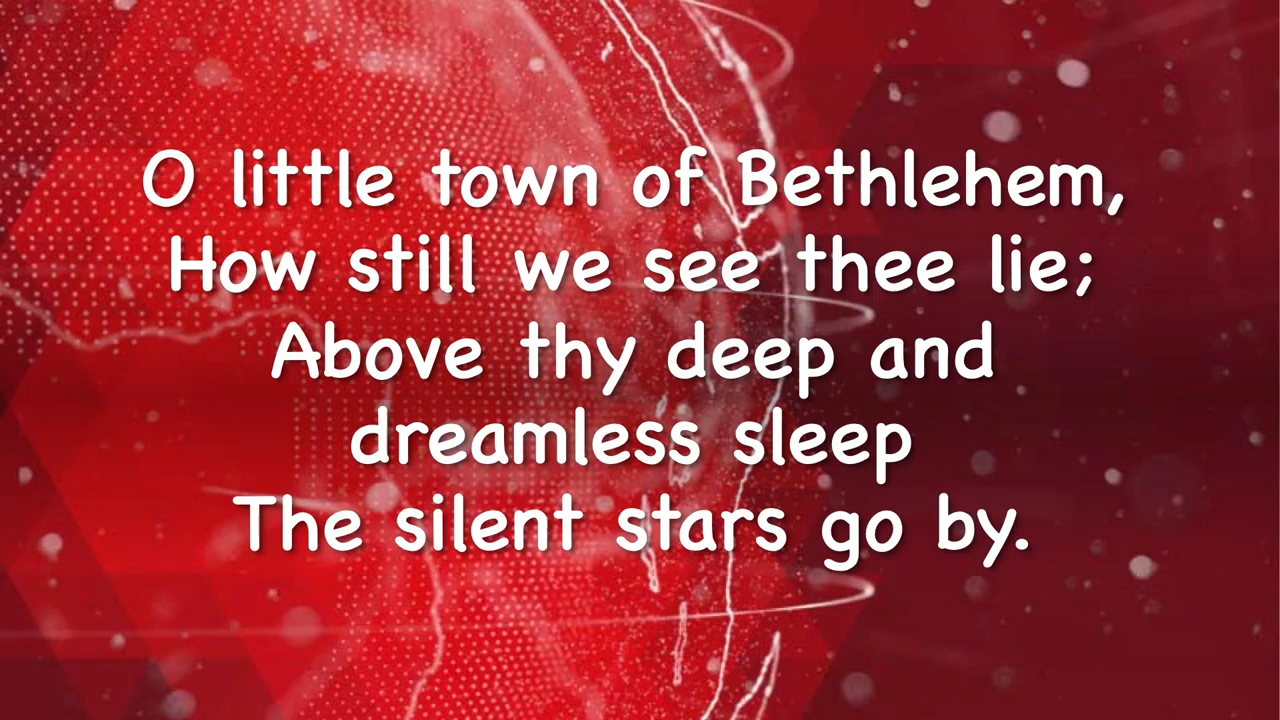 O little town of Bethlehem,
How still we see thee lie;
Above thy deep and
dreamless sleep
The silent stars go by.